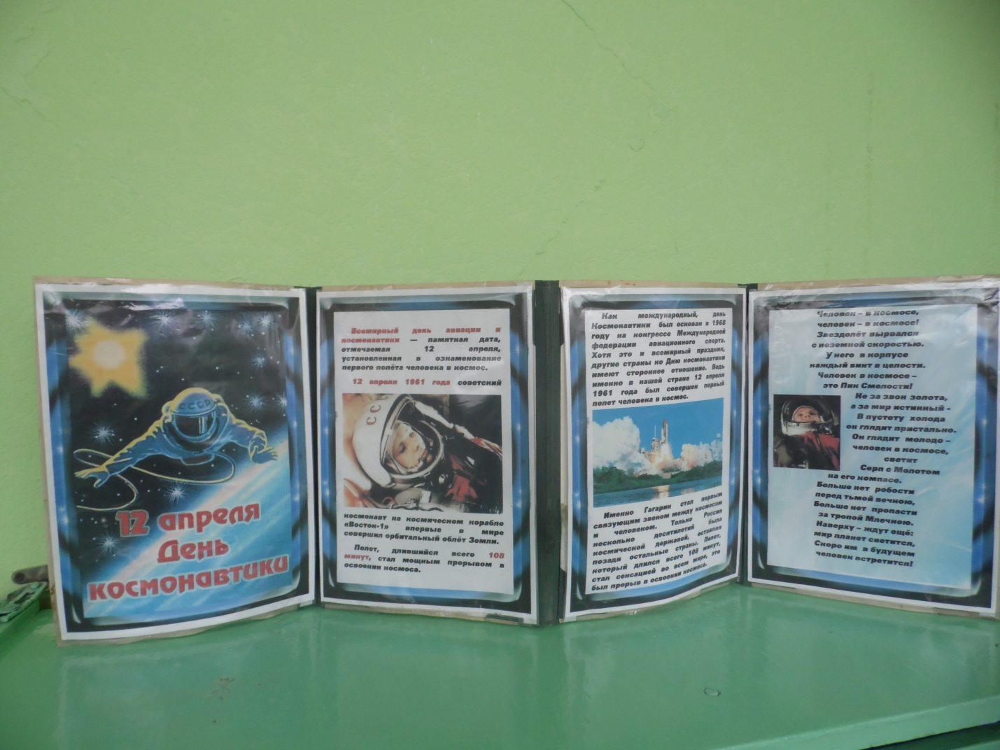 СССР
12 апреля
День
космонавтики
Всемирный день авиации и
космонавтики — памятная дата,
отмечаемая 12 апреля,
установленная в ознаменование
первого полёта человека в космос.
12 апреля 1961 года советский
ССС
космонавт на космическом корабле
«Восток-1» впервые в мире
совершил орбитальный облёт Земли.
Полет, длившийся всего 108
минут, стал мощным прорывом в
освоении космоса.
Как международный, день
Космонавтики был основан в 1968
году на конгрессе Международной
федерации авиационного спорта.
Хотя это и всемирный праздник,
другие страны ко Дню космонавтики
имеют стороннее отношение. Ведь
именно в нашей стране 12 апреля
1961 года был совершен первый
полет человека в космос.
Именно Гагарин стал первым
связующим звеном между космосом
и человеком. Только Россия
несколько десятилетий была
космической державой, оставляя
позади остальные страны. Полет,
который длился всего 108 минут,
стал сенсацией во всем мире, это
был прорыв в освоении космоса.
Человек – в космосе,
человек – в космосе!
Звездолёт вырвался
с неземной скоростью.
У него в корпусе
каждый винт в целости.
Человек в космосе –
это Пик Смелости!
Не за звон золота,
а за мир истинный -
В пустоту холода
он глядит пристально.
Он глядит молодо –
человек в космосе,
светит
Серп с Молотом
на его компасе.
Больше нет робости
перед тьмой вечною,
Больше нет пропасти
за тропой Млечною.
Наверху – ждут ещё:
мир планет светится,
Скоро им в будущем
человек встретится!